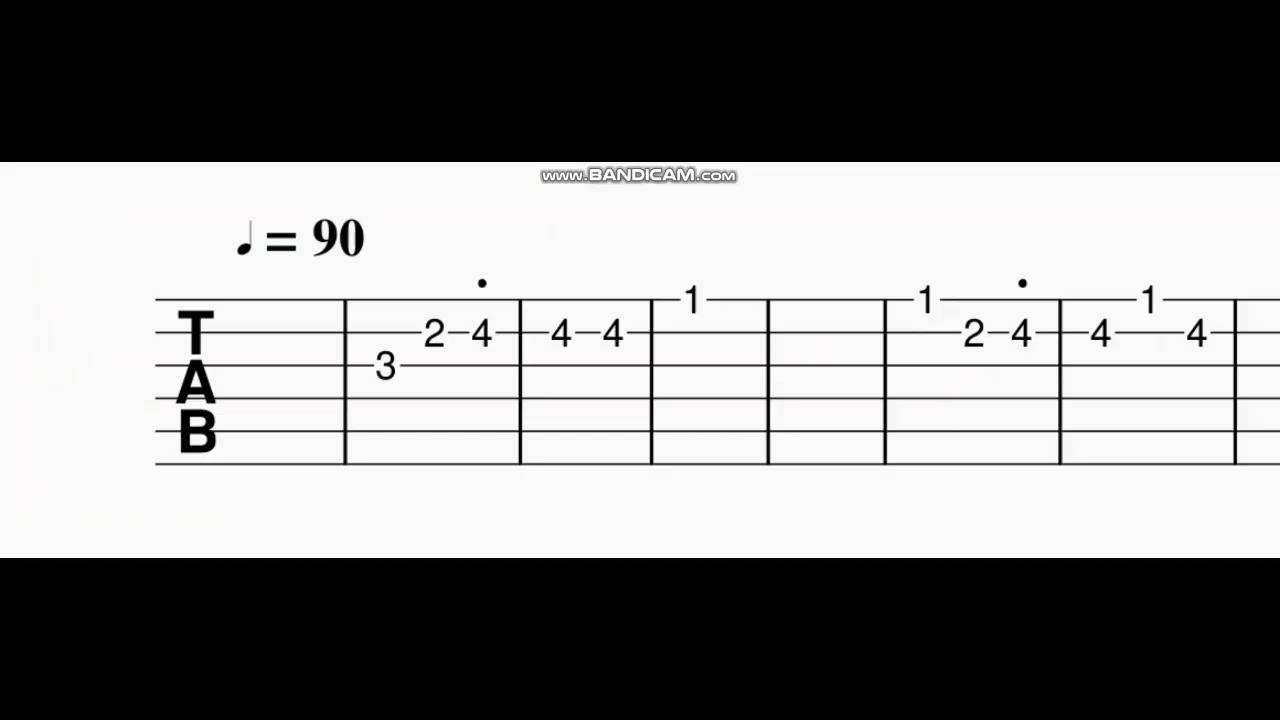 www.BANDICAM.com
♩ = 90
1 1 1
T 2 4 4 4 2 4 4 4
A 3
B